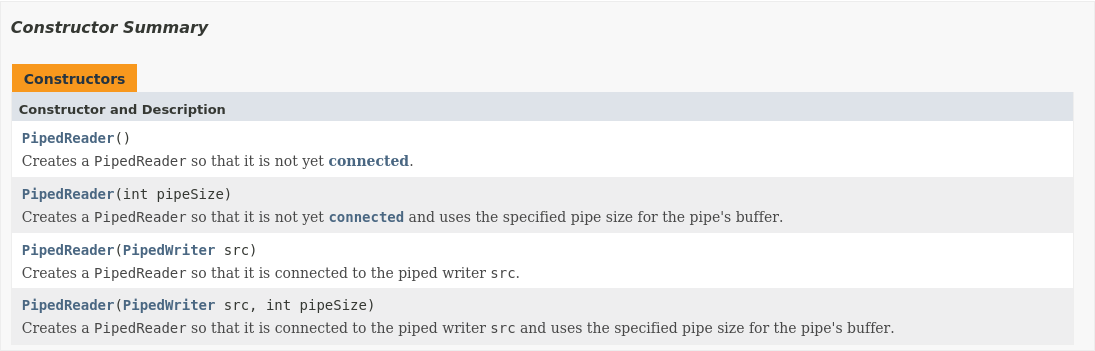 Constructor Summary
Constructors
Constructor and Description
PipedReader()
Creates a PipedReader so that it is not yet connected.
PipedReader(int pipeSize)
Creates a PipedReader so that it is not yet connected and uses the specified pipe size for the pipe's buffer.
PipedReader(PipedWriter src)
Creates a PipedReader so that it is connected to the piped writer src.
PipedReader(PipedWriter src, int pipeSize)
Creates a PipedReader so that it is connected to the piped writer src and uses the specified pipe size for the pipe's buffer.